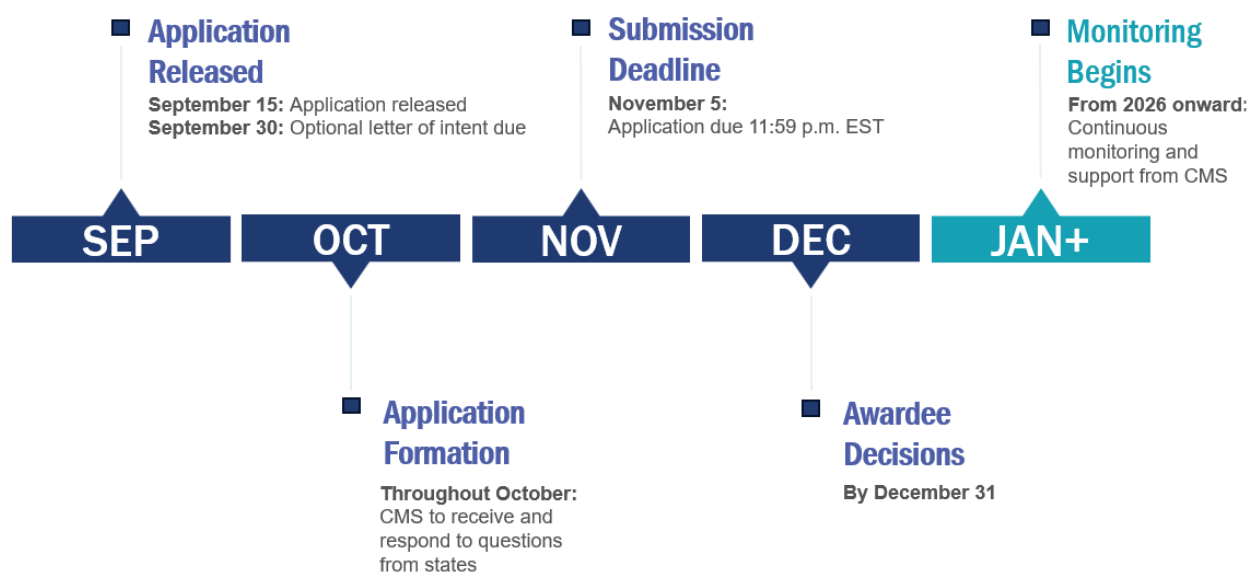 Application
Released
September 15: Application released
September 30: Optional letter of intent due
Submission
Deadline
November 5:
Application due 11:59 p.m. EST
Monitoring
Begins
From 2026 onward:
Continuous
monitoring and
support from CMS
SEP
OCT
NOV
DEC
JAN+
Application
Formation
Throughout October:
CMS to receive and
respond to questions
from states
Awardee
Decisions
By December 31